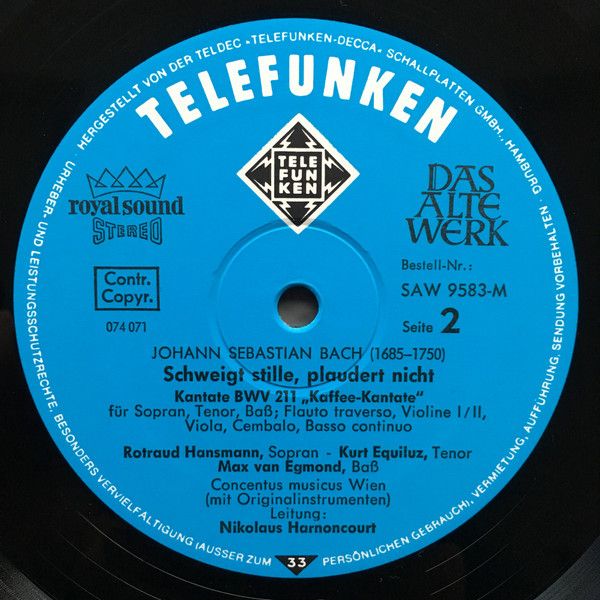 HERGESTELLT VON DER TELDEC »TELEFUNKEN-DECCA« SCHALLPLATTEN GMBH., HAMBURG · URHEBER- UND LEISTUNGSSCHUTZRECHTE, BESONDERS VERVIELFÄLTIGUNG (AUSSER ZUM PERSÖNLICHEN GEBRAUCH), VERMIETUNG, AUFFÜHRUNG, SENDUNG VORBEHALTEN ·
TELEFUNKEN
TELE
FUN
KEN
royal sound
STEREO
DAS
ALTE
WERK
Contr.
Copyr.
074 071
Bestell-Nr.:
SAW 9583-M
Seite 2
JOHANN SEBASTIAN BACH (1685–1750)
Schweigt stille, plaudert nicht
Kantate BWV 211 „Kaffee-Kantate“
für Sopran, Tenor, Baß; Flauto traverso, Violine I/II,
Viola, Cembalo, Basso continuo
Rotraud Hansmann, Sopran - Kurt Equiluz, Tenor
Max van Egmond, Baß
Concentus musicus Wien
(mit Originalinstrumenten)
Leitung:
Nikolaus Harnoncourt
33